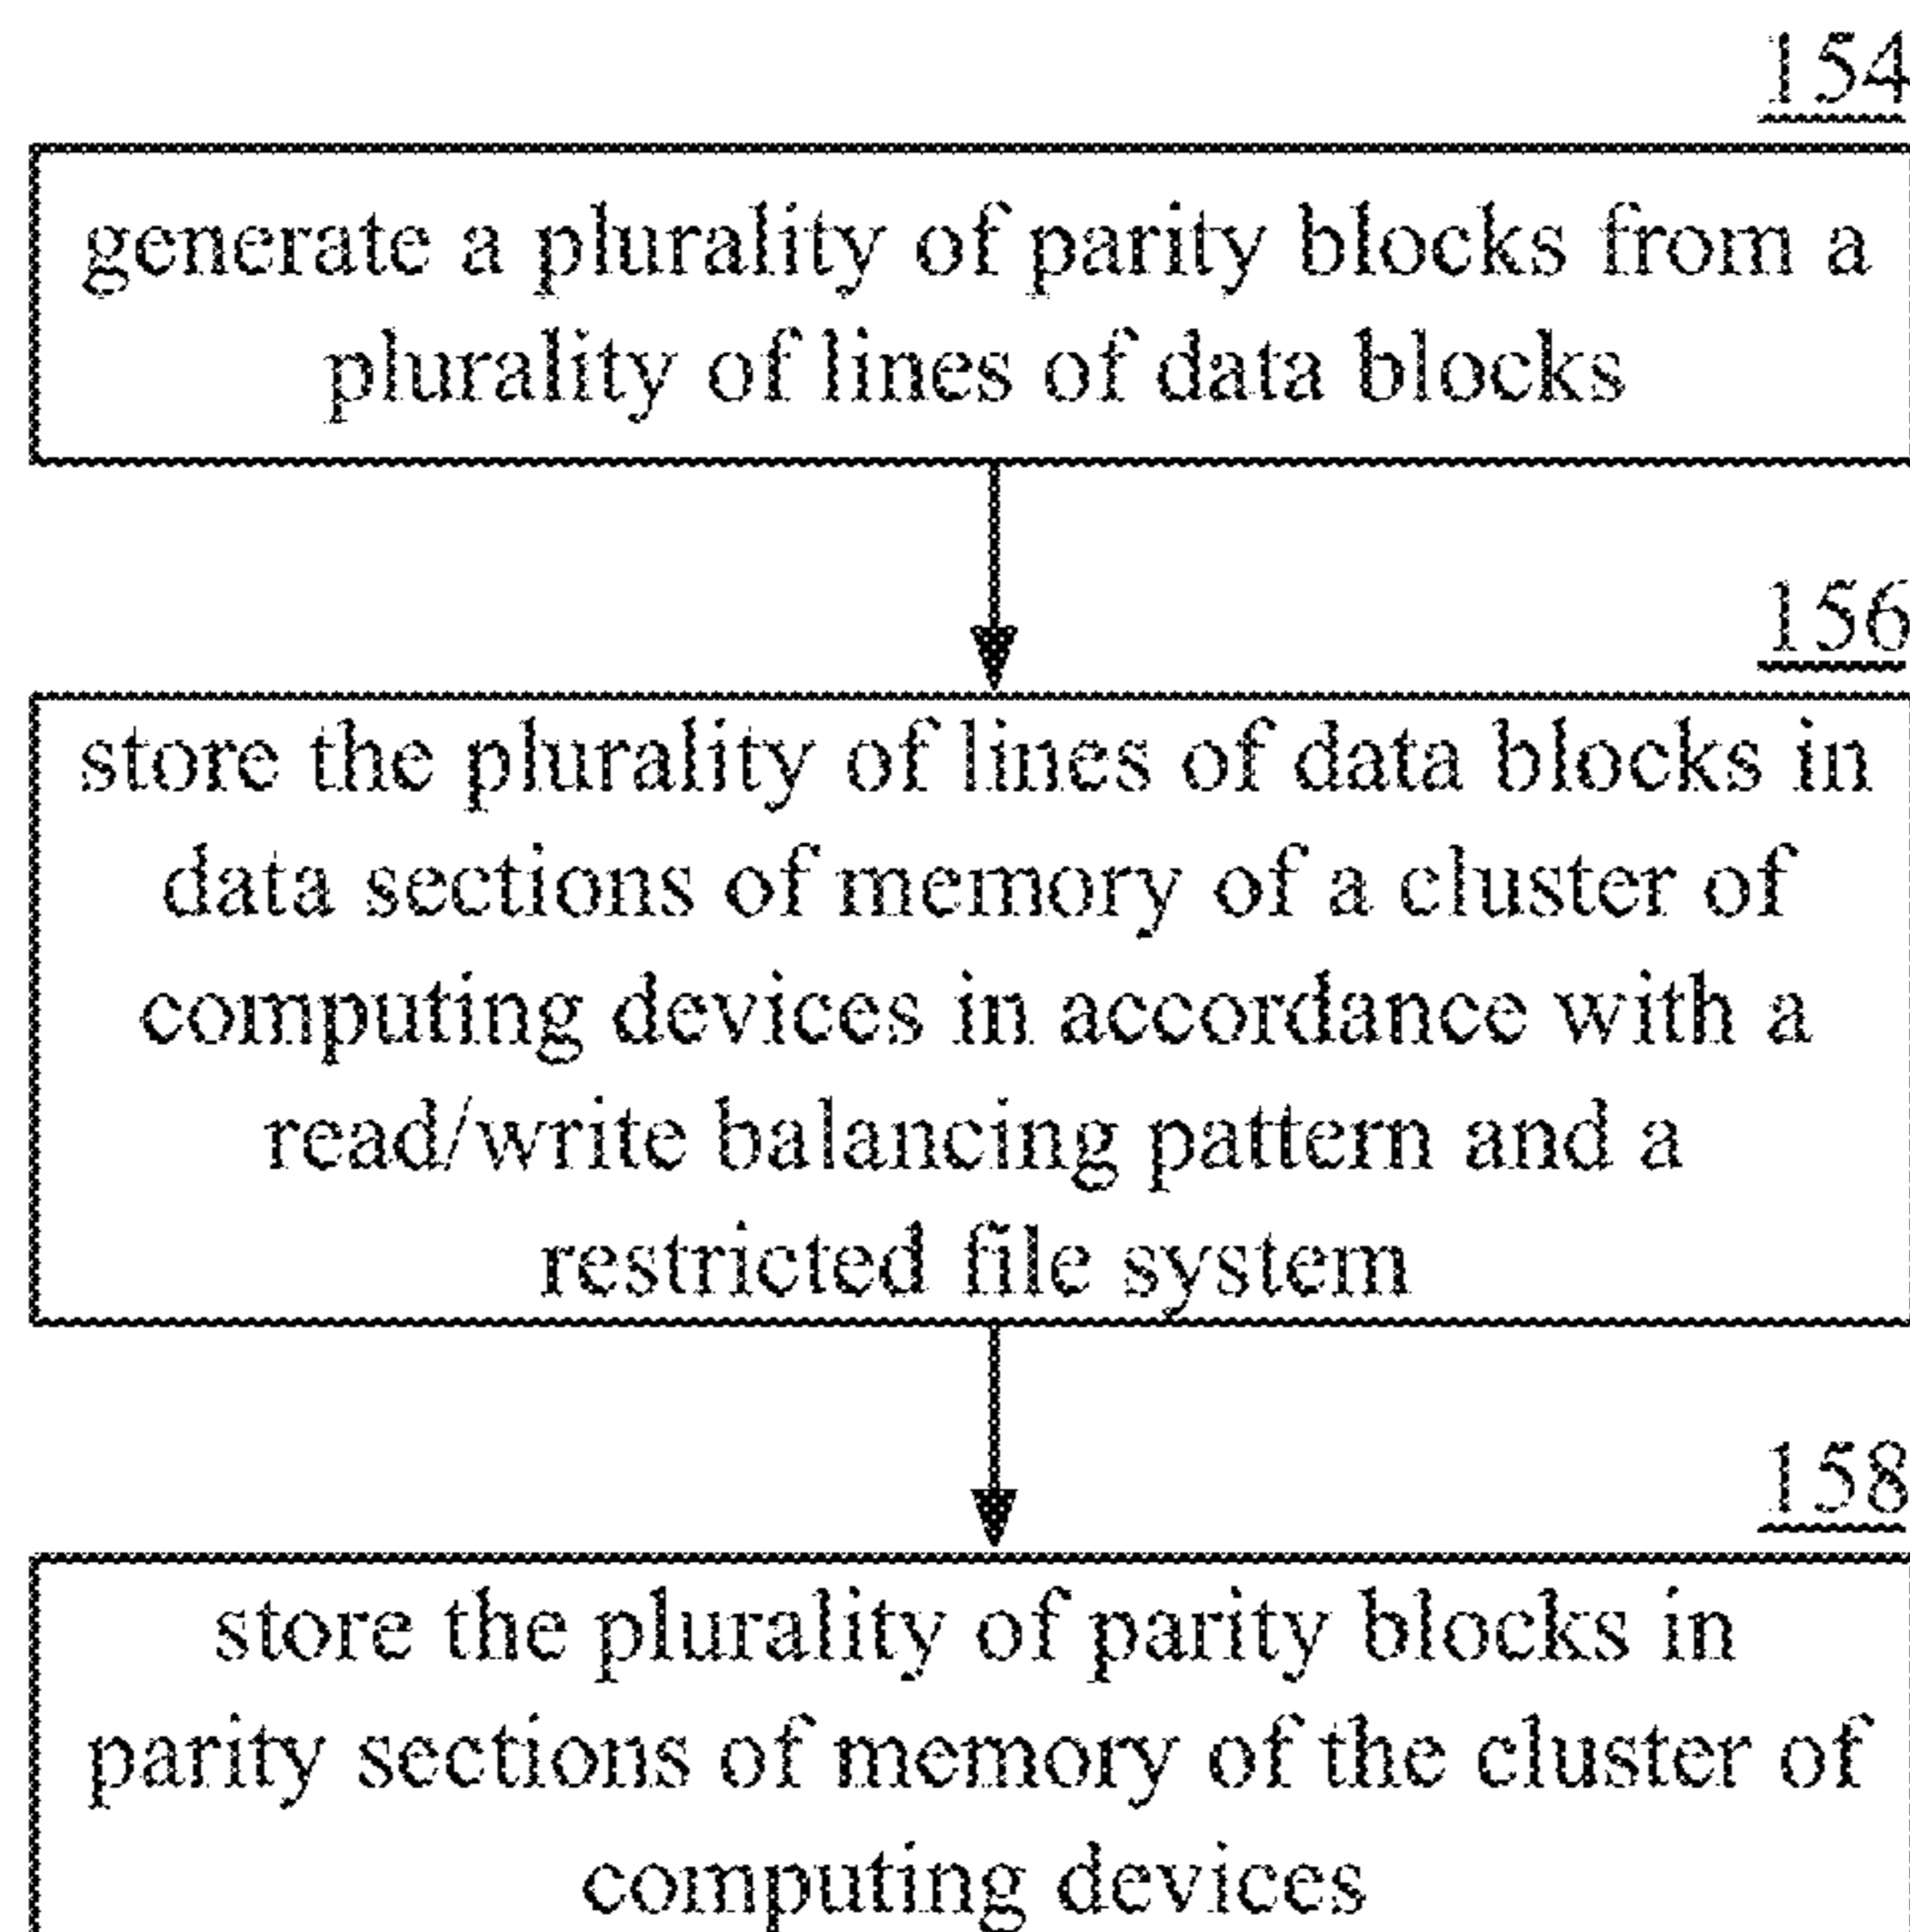 154
generate a plurality of parity blocks from a
plurality of lines of data blocks
156
store the plurality of lines of data blocks in
data sections of memory of a cluster of
computing devices in accordance with a
read/write balancing pattern and a
restricted file system
158
store the plurality of parity blocks in
parity sections of memory of the cluster of
computing devices